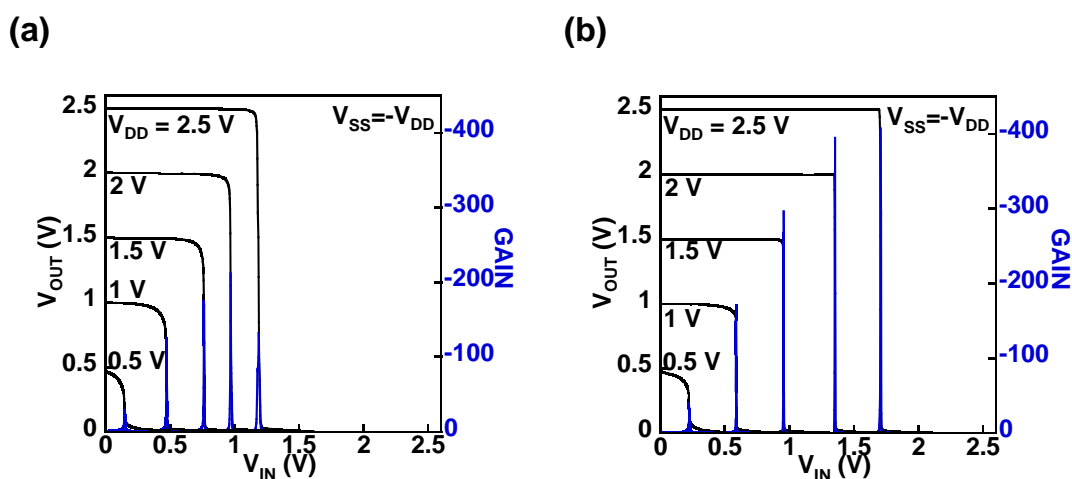 (a)
2.5
V_DD = 2.5 V
V_SS=-V_DD
-400
2
2 V
-300
V_OUT (V)
1.5
1.5 V
GAIN
-200
1
1 V
-100
0.5
0.5 V
0
0
0
0.5
1
1.5
2
2.5
V_IN (V)
(b)
2.5
V_DD = 2.5 V
V_SS=-V_DD
-400
2
2 V
-300
V_OUT (V)
1.5
1.5 V
GAIN
-200
1
1 V
-100
0.5
0.5 V
0
0
0
0.5
1
1.5
2
2.5
V_IN (V)